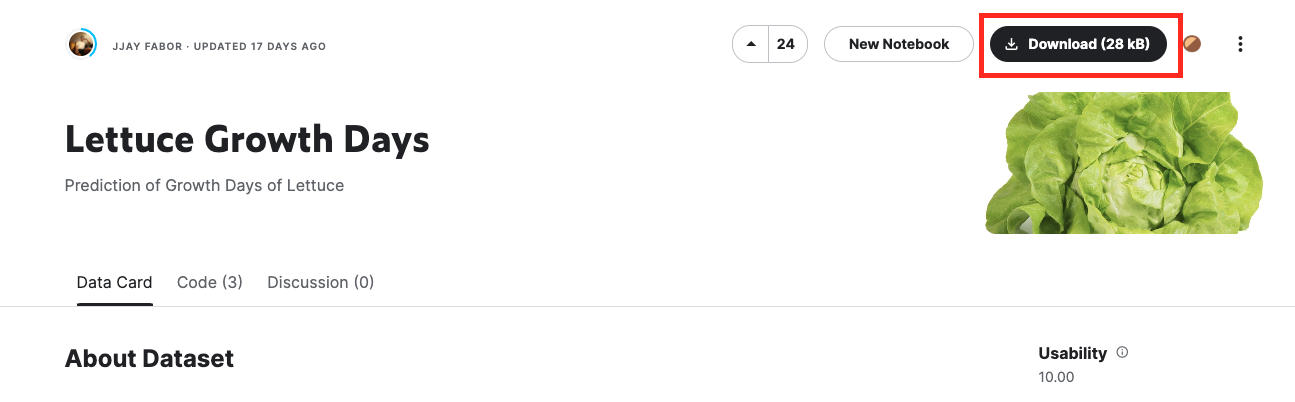 JJAY FABOR · UPDATED 17 DAYS AGO
24
New Notebook
Download (28 kB)
Lettuce Growth Days
Prediction of Growth Days of Lettuce
Data Card
Code (3)
Discussion (0)
About Dataset
Usability
10.00